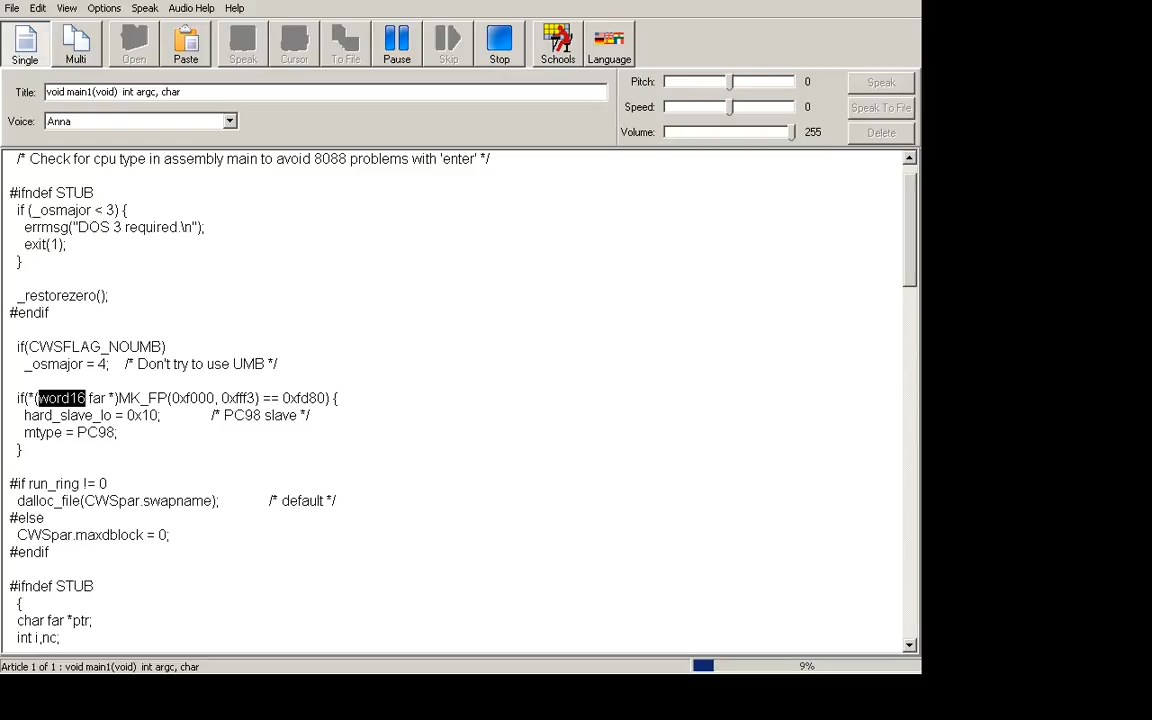 File Edit View Options Speak Audio Help Help
Single Multi Open Paste Speak Cursor To File Pause Skip Stop Schools Language
Title: void main1(void)  int argc, char
Voice: Anna
Pitch: 0 Speak
Speed: 0 Speak To File
Volume: 255 Delete
/* Check for cpu type in assembly main to avoid 8088 problems with 'enter' */
#ifndef STUB
if (_osmajor < 3) {
errmsg("DOS 3 required.\n");
exit(1);
}
_restorezero();
#endif
if(CWSFLAG_NOUMB)
_osmajor = 4;   /* Don't try to use UMB */
if(*(word16 far *)MK_FP(0xf000, 0xfff3) == 0xfd80) {
hard_slave_lo = 0x10;   /* PC98 slave */
mtype = PC98;
}
#if run_ring != 0
dalloc_file(CWSpar.swapname);   /* default */
#else
CWSpar.maxdblock = 0;
#endif
#ifndef STUB
{
char far *ptr;
int i,nc;
Article 1 of 1 : void main1(void)  int argc, char 9%